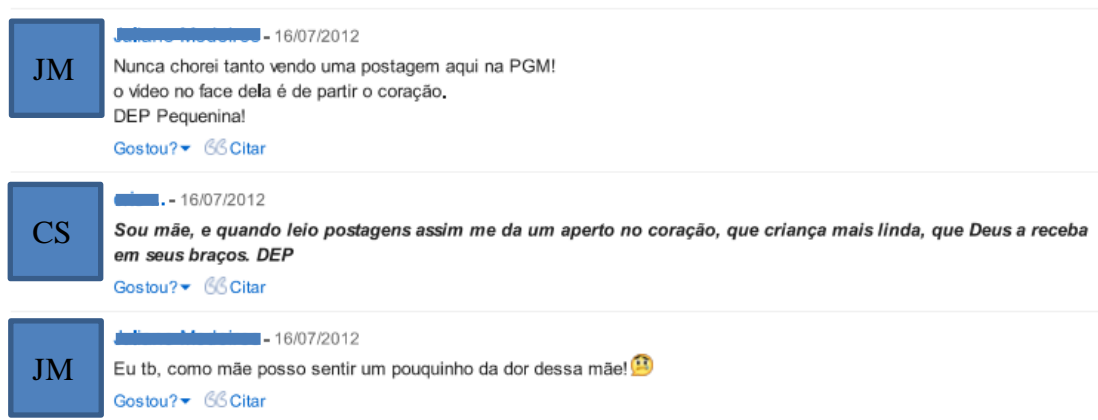 JM
- 16/07/2012
Nunca chorei tanto vendo uma postagem aqui na PGM!
o vídeo no face dela é de partir o coração.
DEP Pequenina!
Gostou? Citar
CS
. - 16/07/2012
Sou mãe, e quando leio postagens assim me da um aperto no coração, que criança mais linda, que Deus a receba
em seus braços. DEP
Gostou? Citar
JM
- 16/07/2012
Eu tb, como mãe posso sentir um pouquinho da dor dessa mãe!
Gostou? Citar